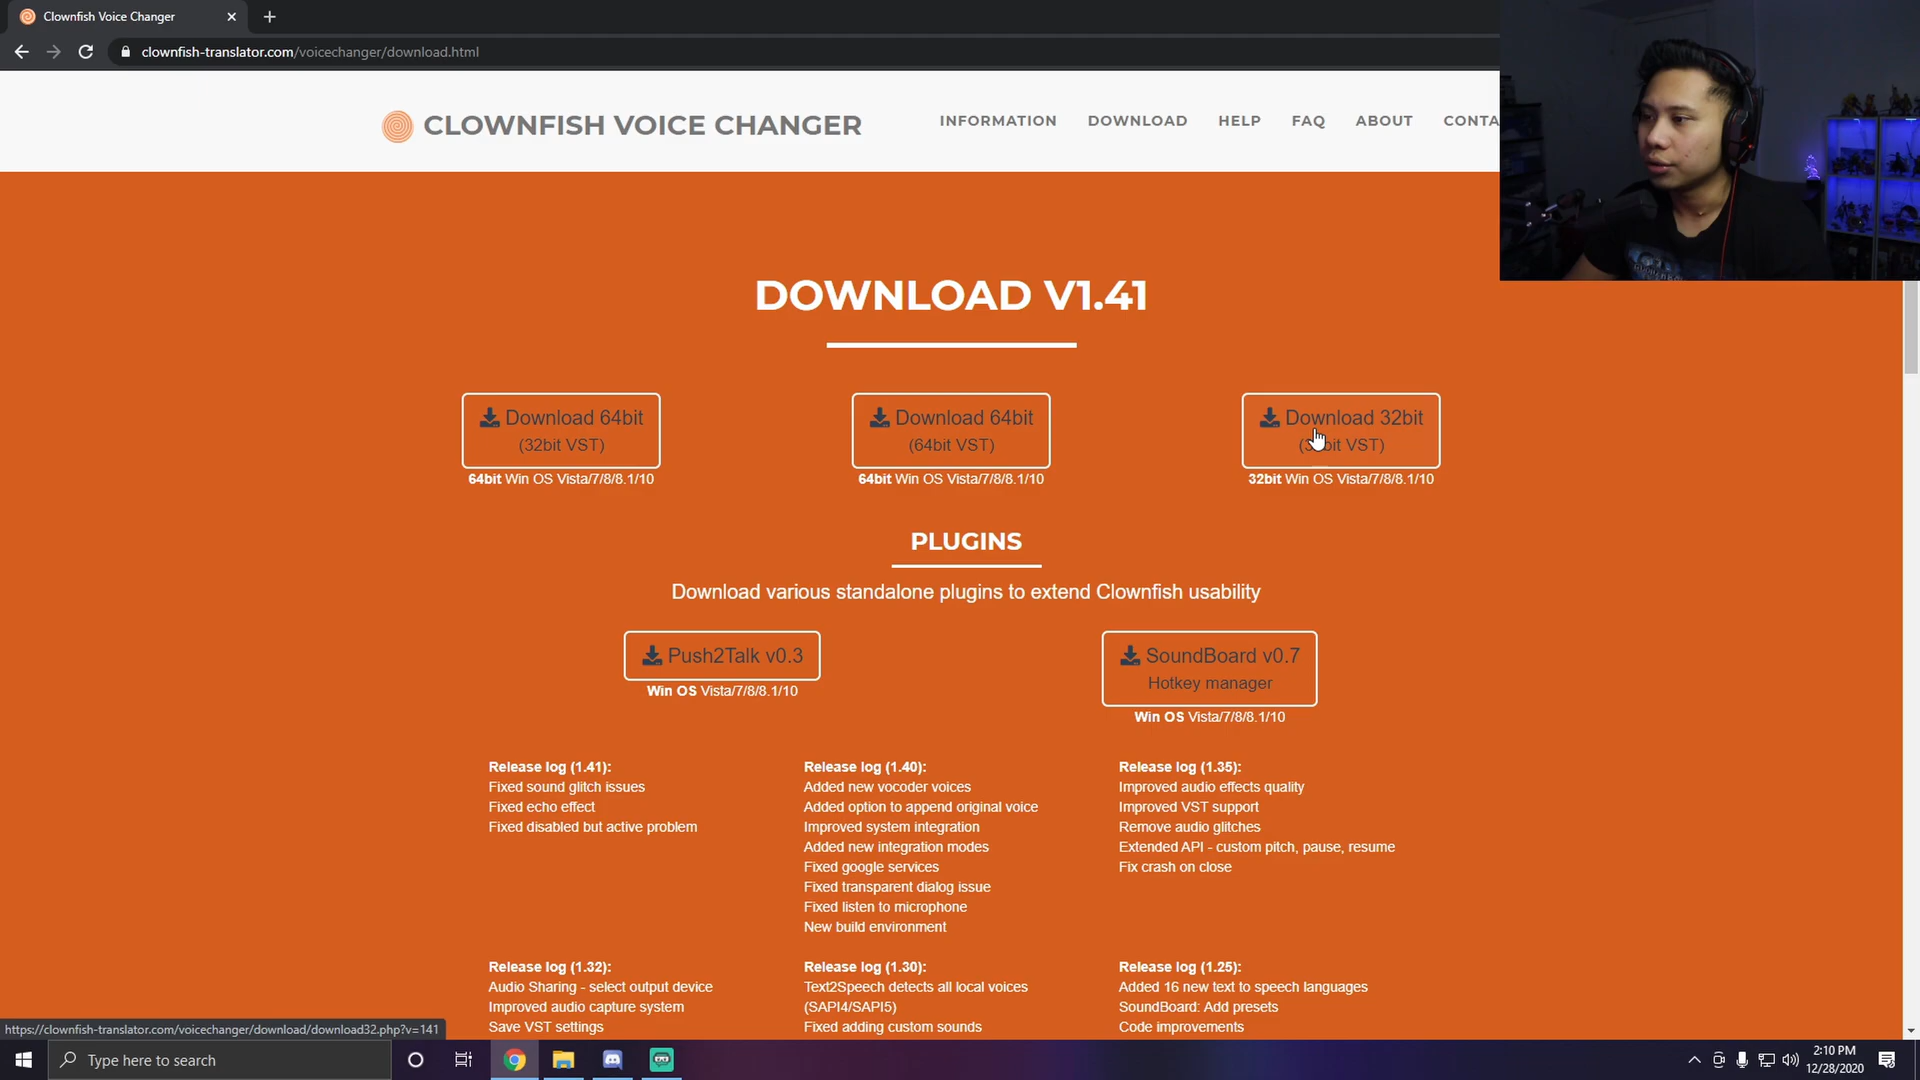 Clownfish Voice Changer
clownfish-translator.com/voicechanger/download.html
CLOWNFISH VOICE CHANGER
INFORMATION DOWNLOAD HELP FAQ ABOUT CONTA
DOWNLOAD V1.41
Download 64bit
(32bit VST)
64bit Win OS Vista/7/8/8.1/10
Download 64bit
(64bit VST)
64bit Win OS Vista/7/8/8.1/10
Download 32bit
VST)
32bit Win OS Vista/7/8/8.1/10
PLUGINS
Download various standalone plugins to extend Clownfish usability
Push2Talk v0.3
Win OS Vista/7/8/8.1/10
SoundBoard v0.7
Hotkey manager
Win OS Vista/7/8/8.1/10
Release log (1.41):
Fixed sound glitch issues
Fixed echo effect
Fixed disabled but active problem
Release log (1.40):
Added new vocoder voices
Added option to append original voice
Improved system integration
Added new integration modes
Fixed google services
Fixed transparent dialog issue
Fixed listen to microphone
New build environment
Release log (1.35):
Improved audio effects quality
Improved VST support
Remove audio glitches
Extended API - custom pitch, pause, resume
Fix crash on close
Release log (1.32):
Audio Sharing - select output device
Improved audio capture system
Save VST settings
Release log (1.30):
Text2Speech detects all local voices
(SAPI4/SAPI5)
Fixed adding custom sounds
Release log (1.25):
Added 16 new text to speech languages
SoundBoard: Add presets
Code improvements
https://clownfish-translator.com/voicechanger/download/download32.php?v=141
Type here to search
2:10 PM
12/28/2020